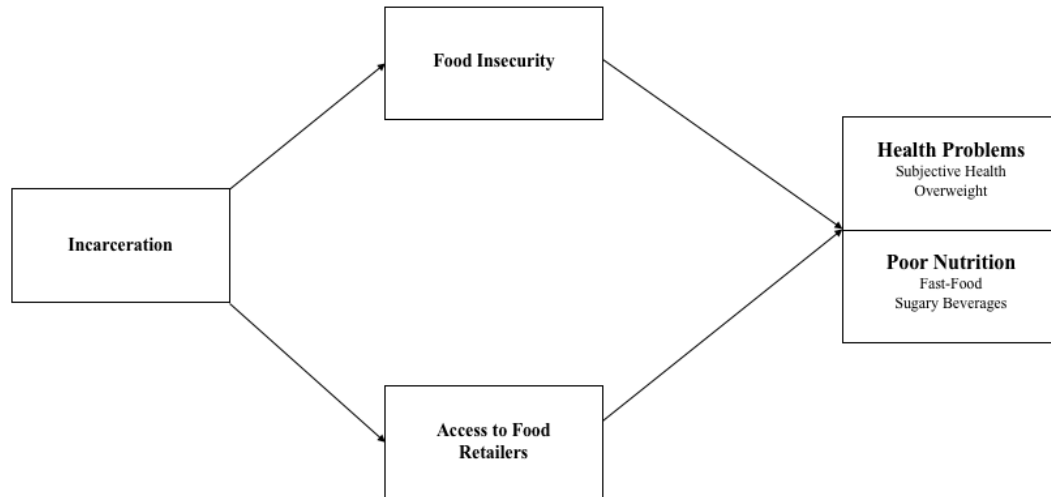 Food Insecurity
Health Problems
Subjective Health
Overweight
Incarceration
Poor Nutrition
Fast-Food
Sugary Beverages
Access to Food
Retailers